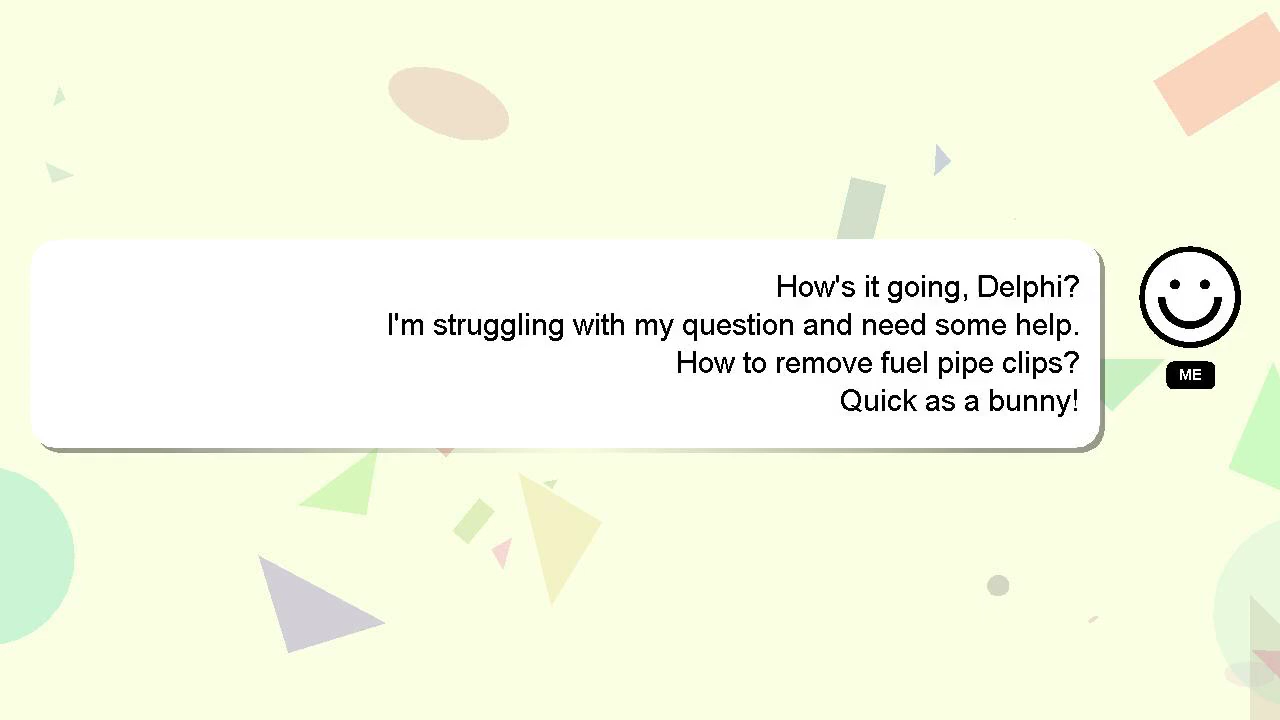 How's it going, Delphi?
I'm struggling with my question and need some help.
How to remove fuel pipe clips?
Quick as a bunny!
ME